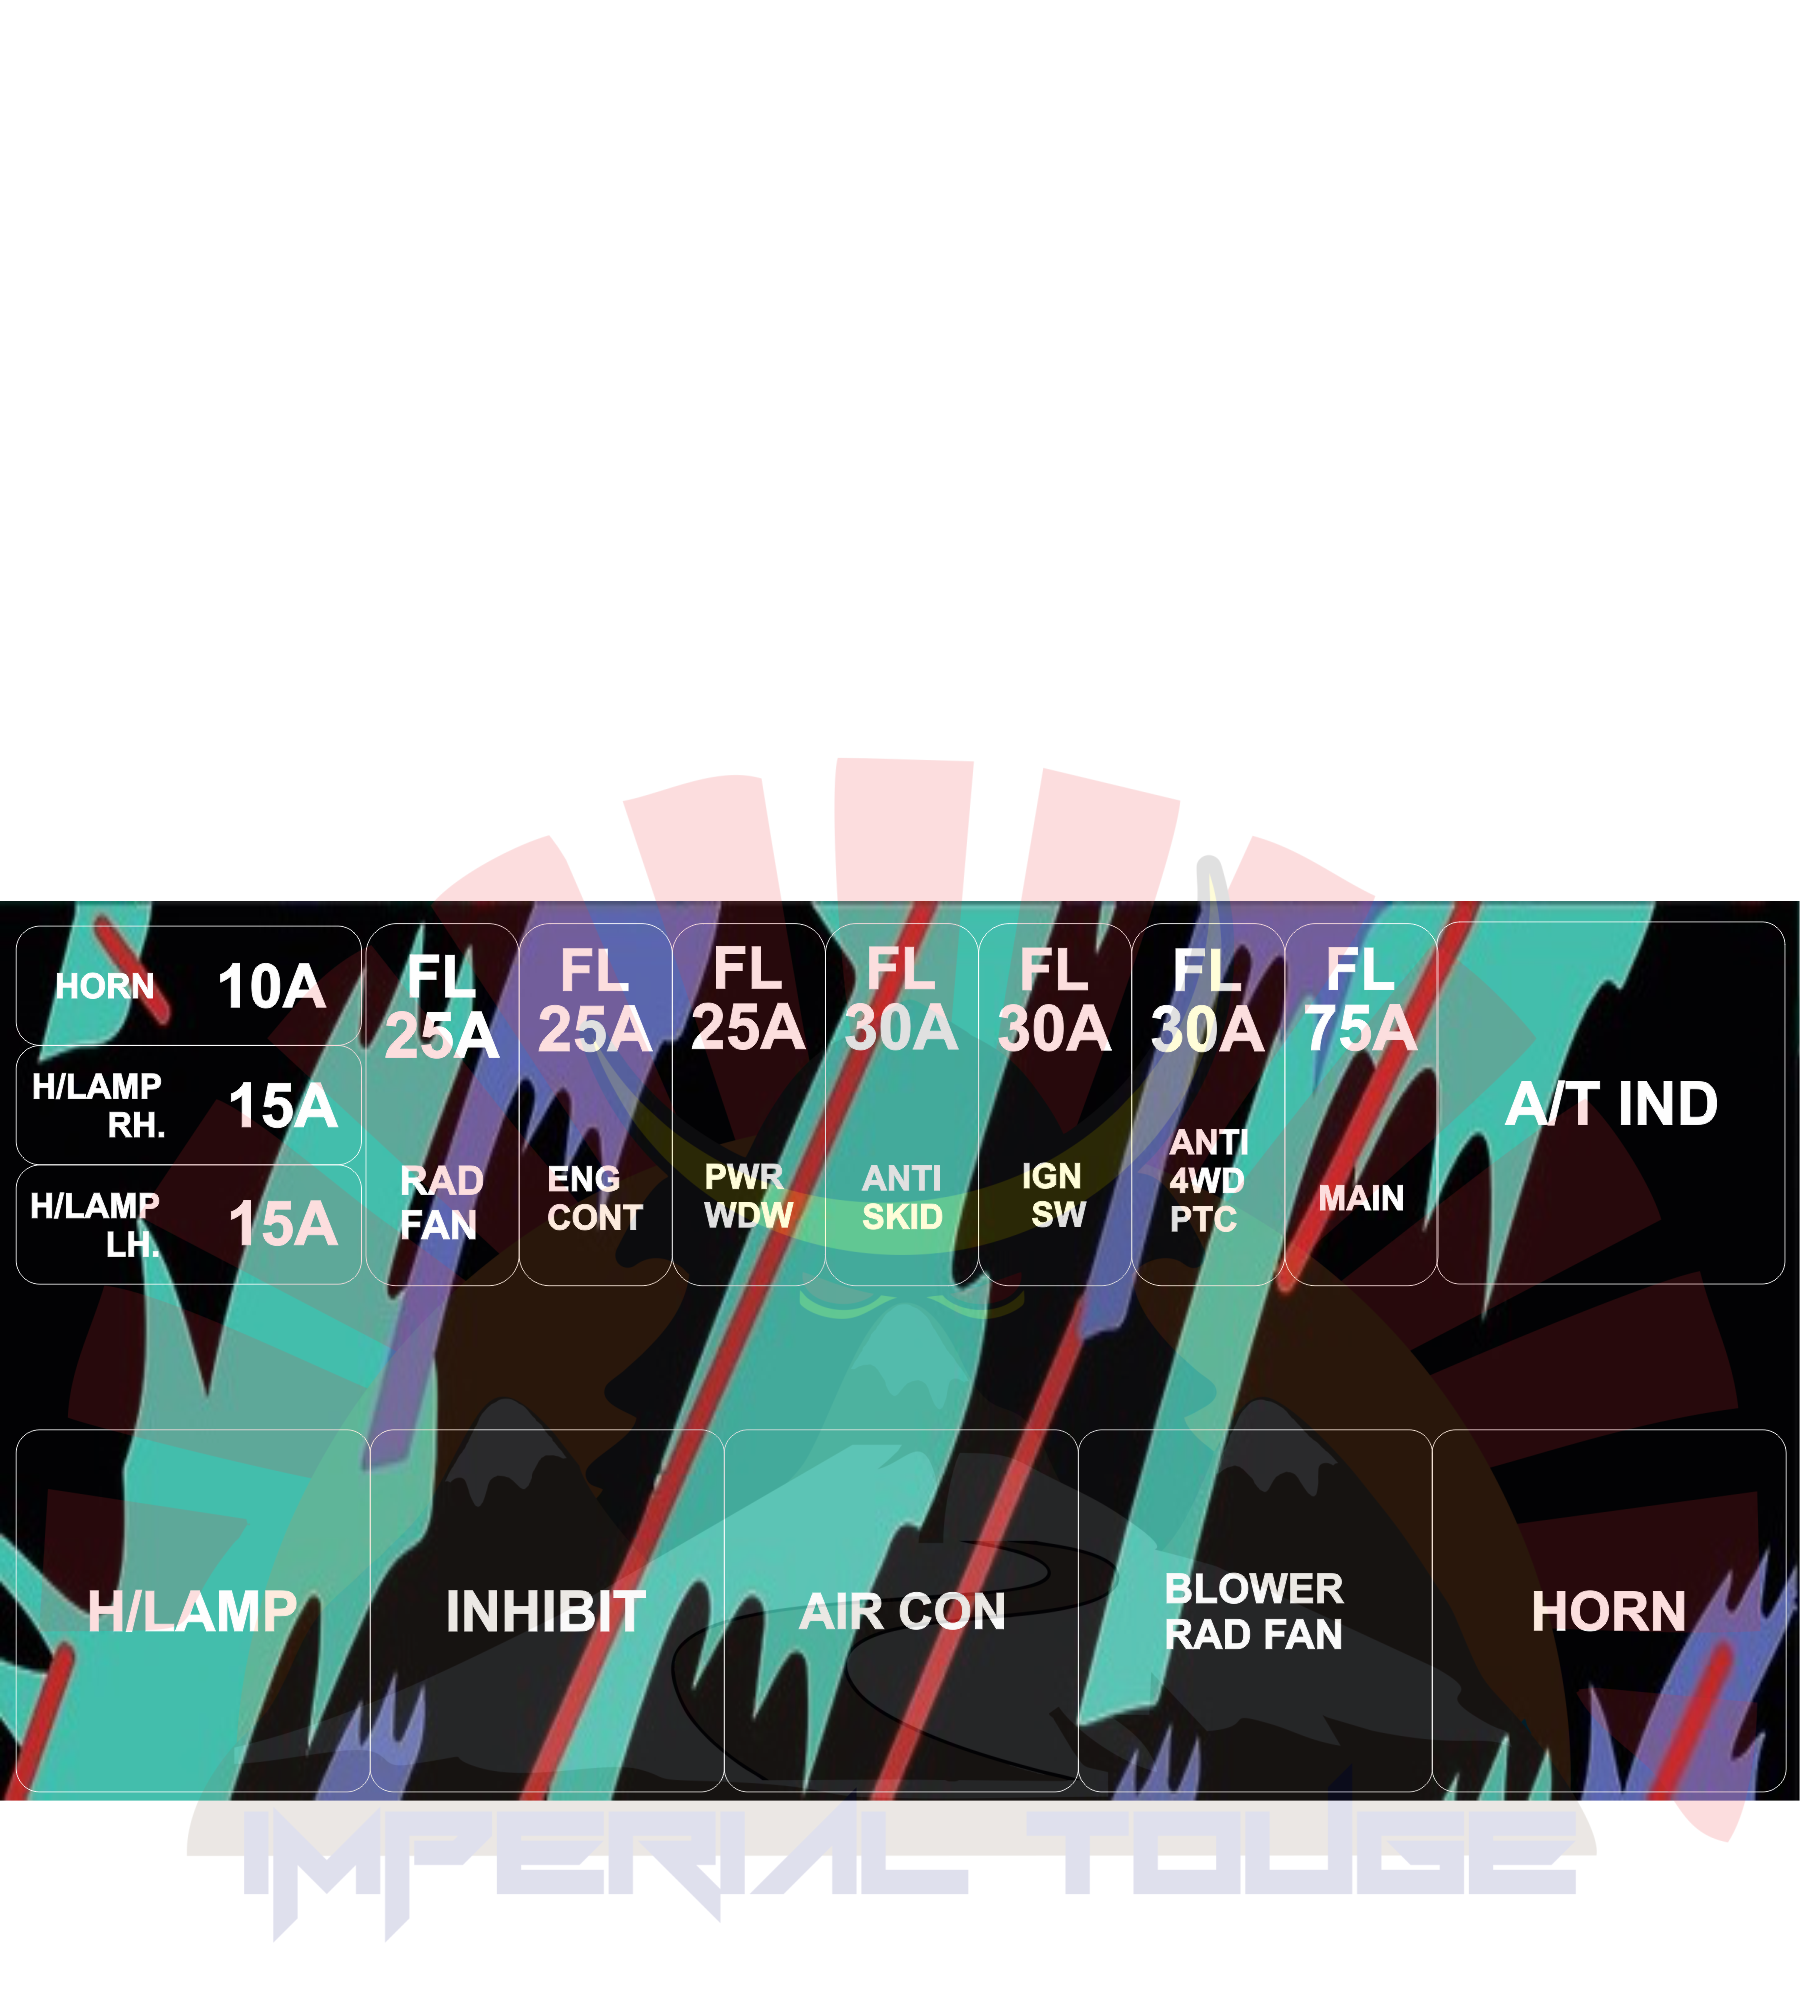 HORN 10A
H/LAMP
RH. 15A
H/LAMP
LH. 15A
FL
25A
RAD
FAN
FL
25A
ENG
CONT
FL
25A
PWR
WDW
FL
30A
ANTI
SKID
FL
30A
IGN
SW
FL
30A
ANTI
4WD
PTC
FL
75A
MAIN
A/T IND
H/LAMP
INHIBIT
AIR CON
BLOWER
RAD FAN
HORN
IMPERIAL TOUGE